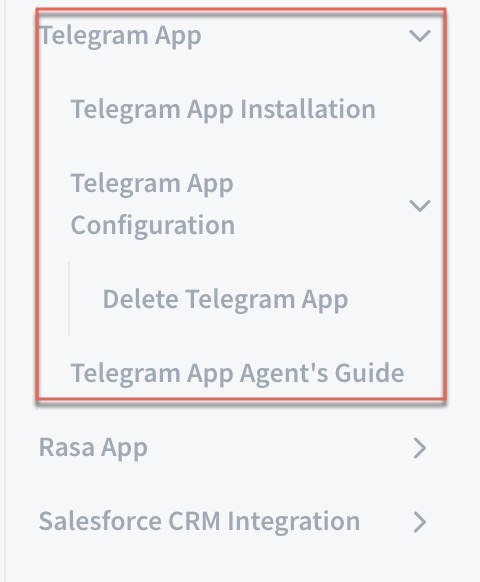 Telegram App
Telegram App Installation
Telegram App
Configuration
Delete Telegram App
Telegram App Agent's Guide
Rasa App
Salesforce CRM Integration